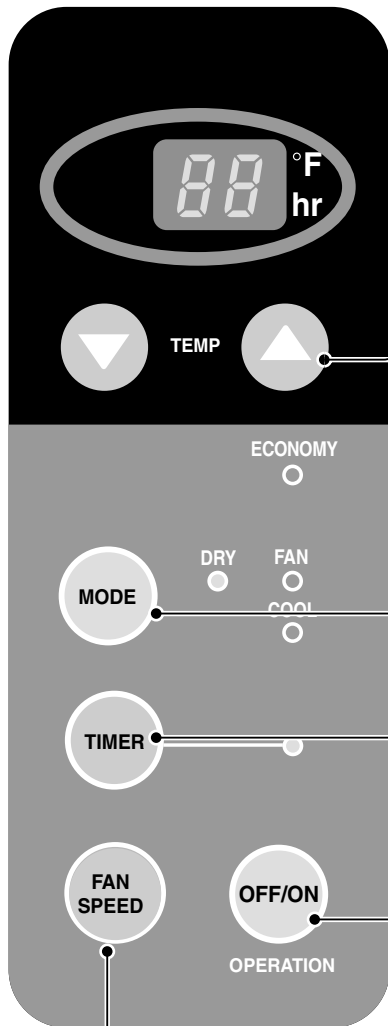 88 °F
hr
TEMP
ECONOMY
DRY FAN
MODE
COOL
TIMER
FAN
SPEED
OFF/ON
OPERATION